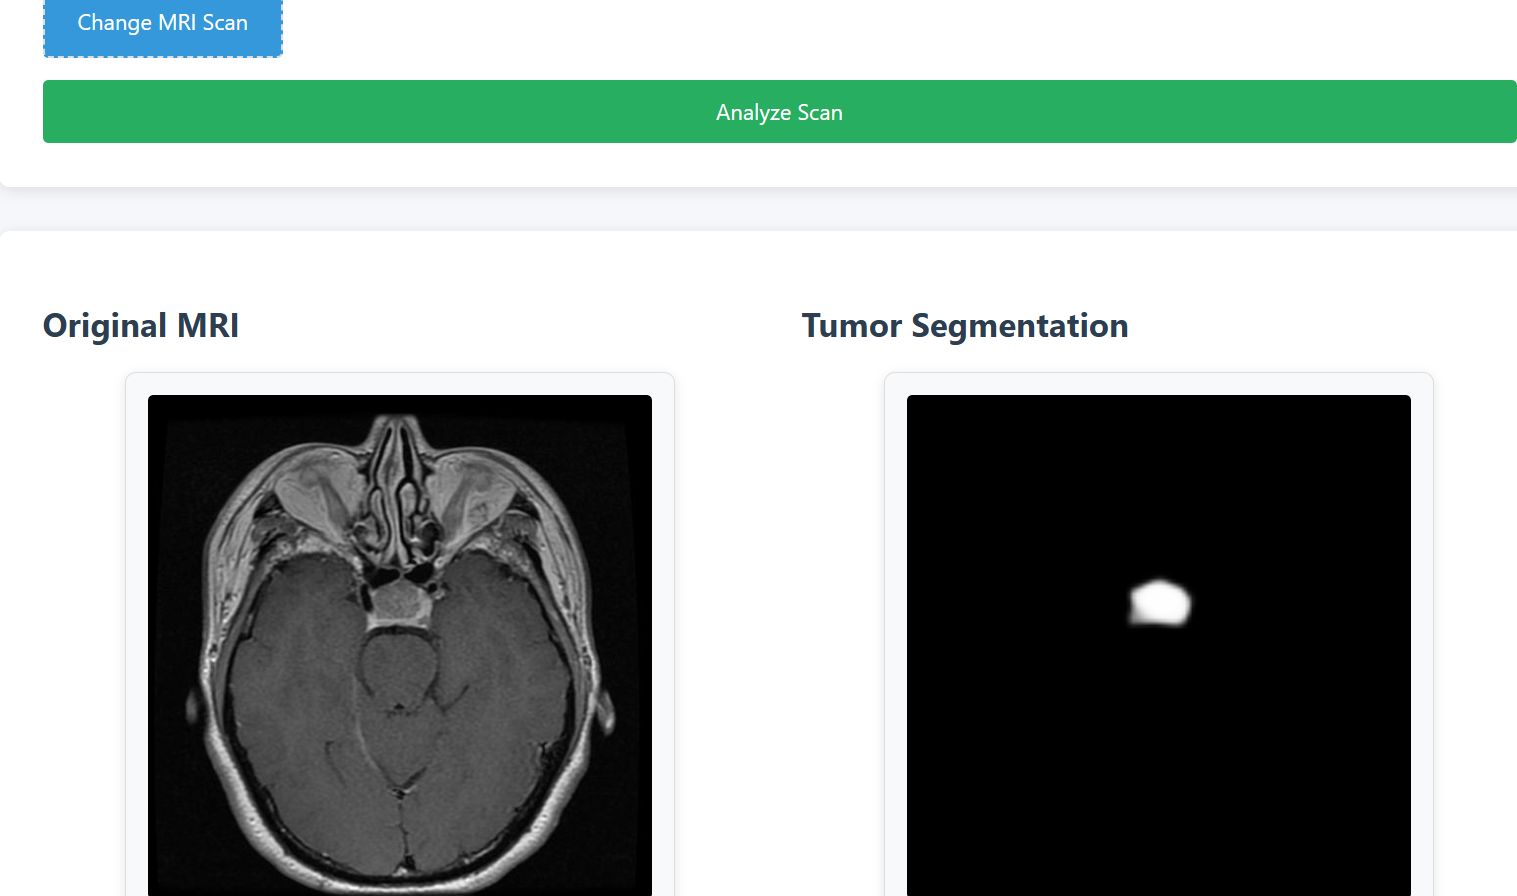 Change MRI Scan
Analyze Scan
Original MRI
Tumor Segmentation